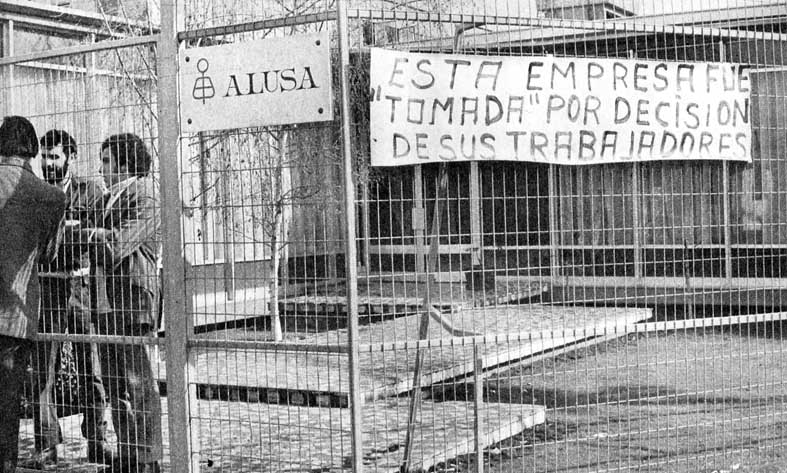 ALUSA
ESTA EMPRESA FUE
"TOMADA" POR DECISION
DE SUS TRABAJADORES